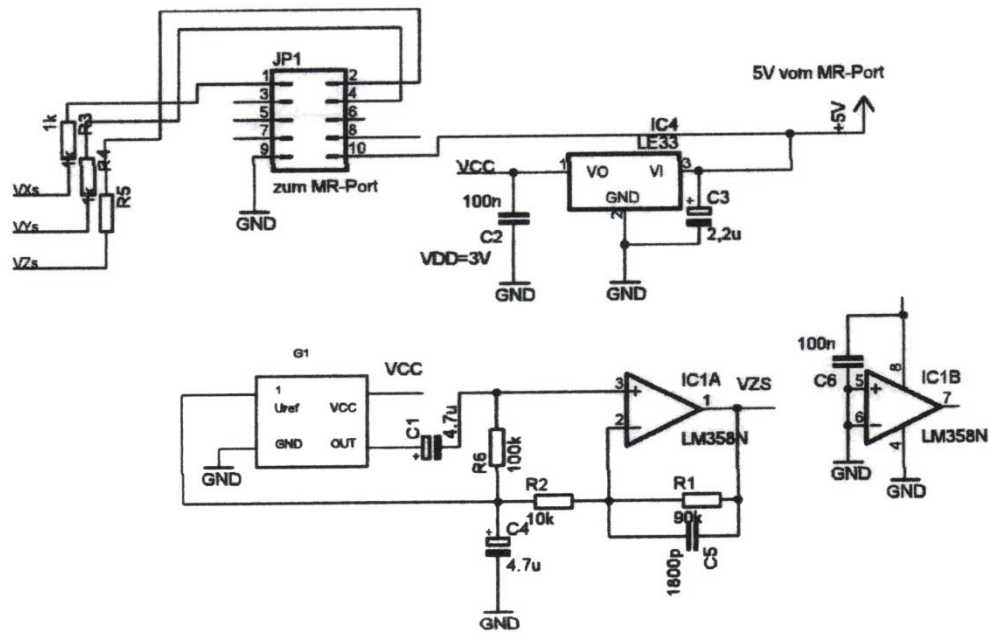 JP1
1
2
3
4
5
6
7
8
9
10
zum MR-Port
GND
1k
R3
1k
R4
1k
R5
VXs
VYs
VZs
5V vom MR-Port
+5V
IC4
LE33
VCC
1
VO
VI
3
GND
2
100n
C2
VDD=3V
+
C3
2,2u
GND
GND
G1
1
Uref
VCC
GND
OUT
VCC
GND
C1
4.7u
+
R6
100k
3
+
2
-
1
IC1A
LM358N
VZS
R2
10k
R1
90k
C5
1800p
+
C4
4.7u
GND
100n
C6
5
+
6
-
8
4
7
IC1B
LM358N
GND
GND